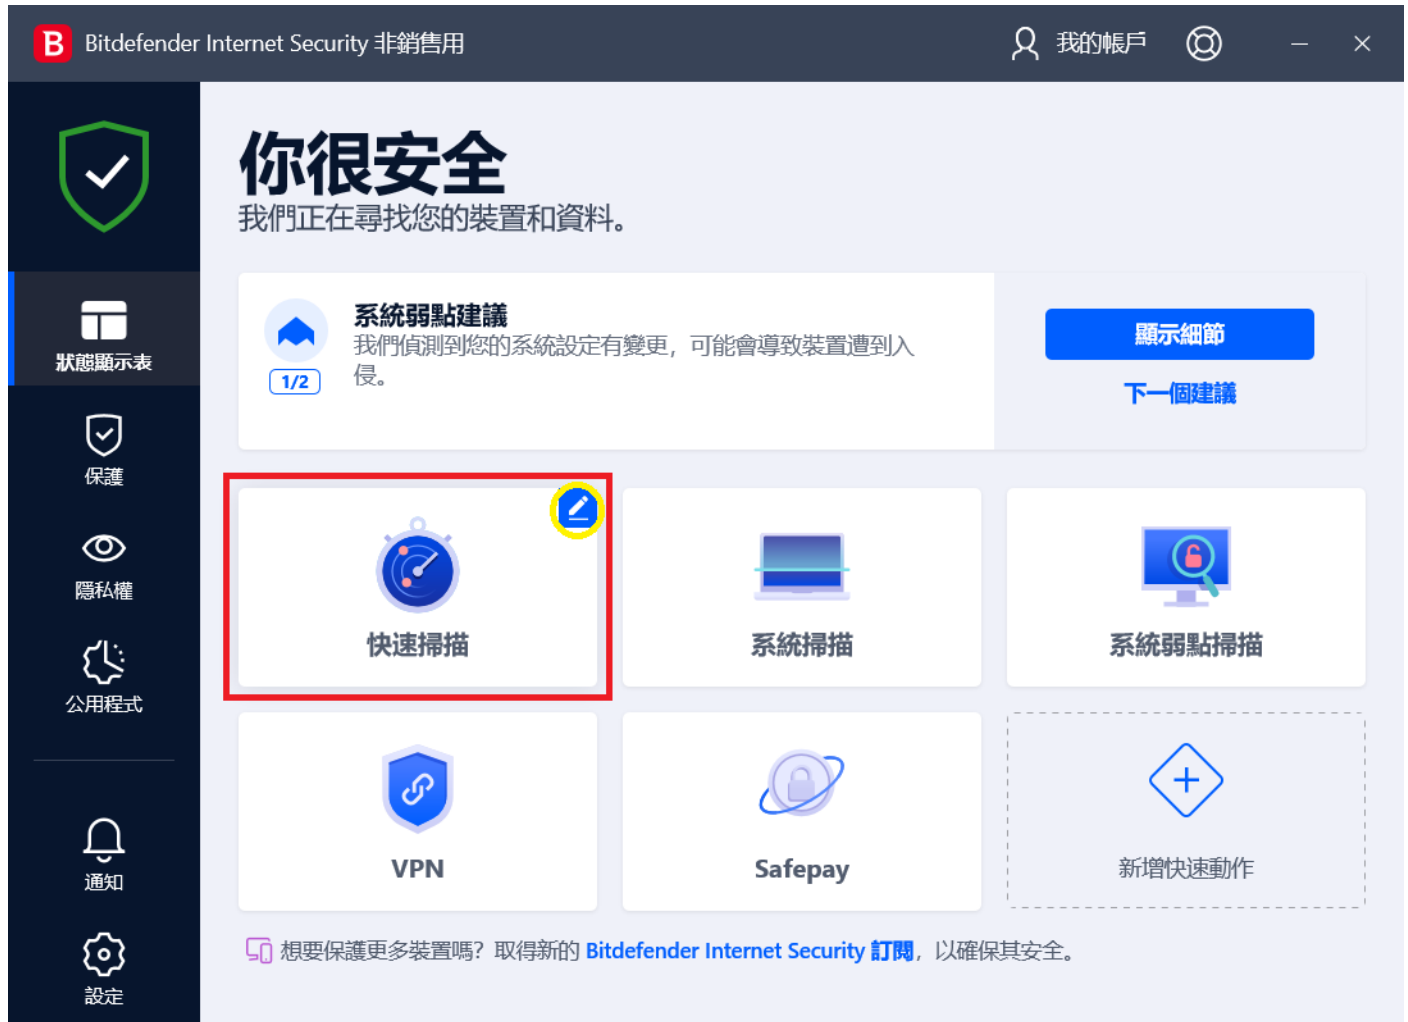 B Bitdefender Internet Security 非銷售用
我的帳戶
你很安全
我們正在尋找您的裝置和資料。
狀態顯示表
保護
隱私權
公用程式
通知
設定
系統弱點建議
我們偵測到您的系統設定有變更，可能會導致裝置遭到入
侵。
1/2
顯示細節
下一個建議
快速掃描
系統掃描
系統弱點掃描
VPN
Safepay
新增快速動作
想要保護更多裝置嗎？取得新的 Bitdefender Internet Security 訂閱，以確保其安全。